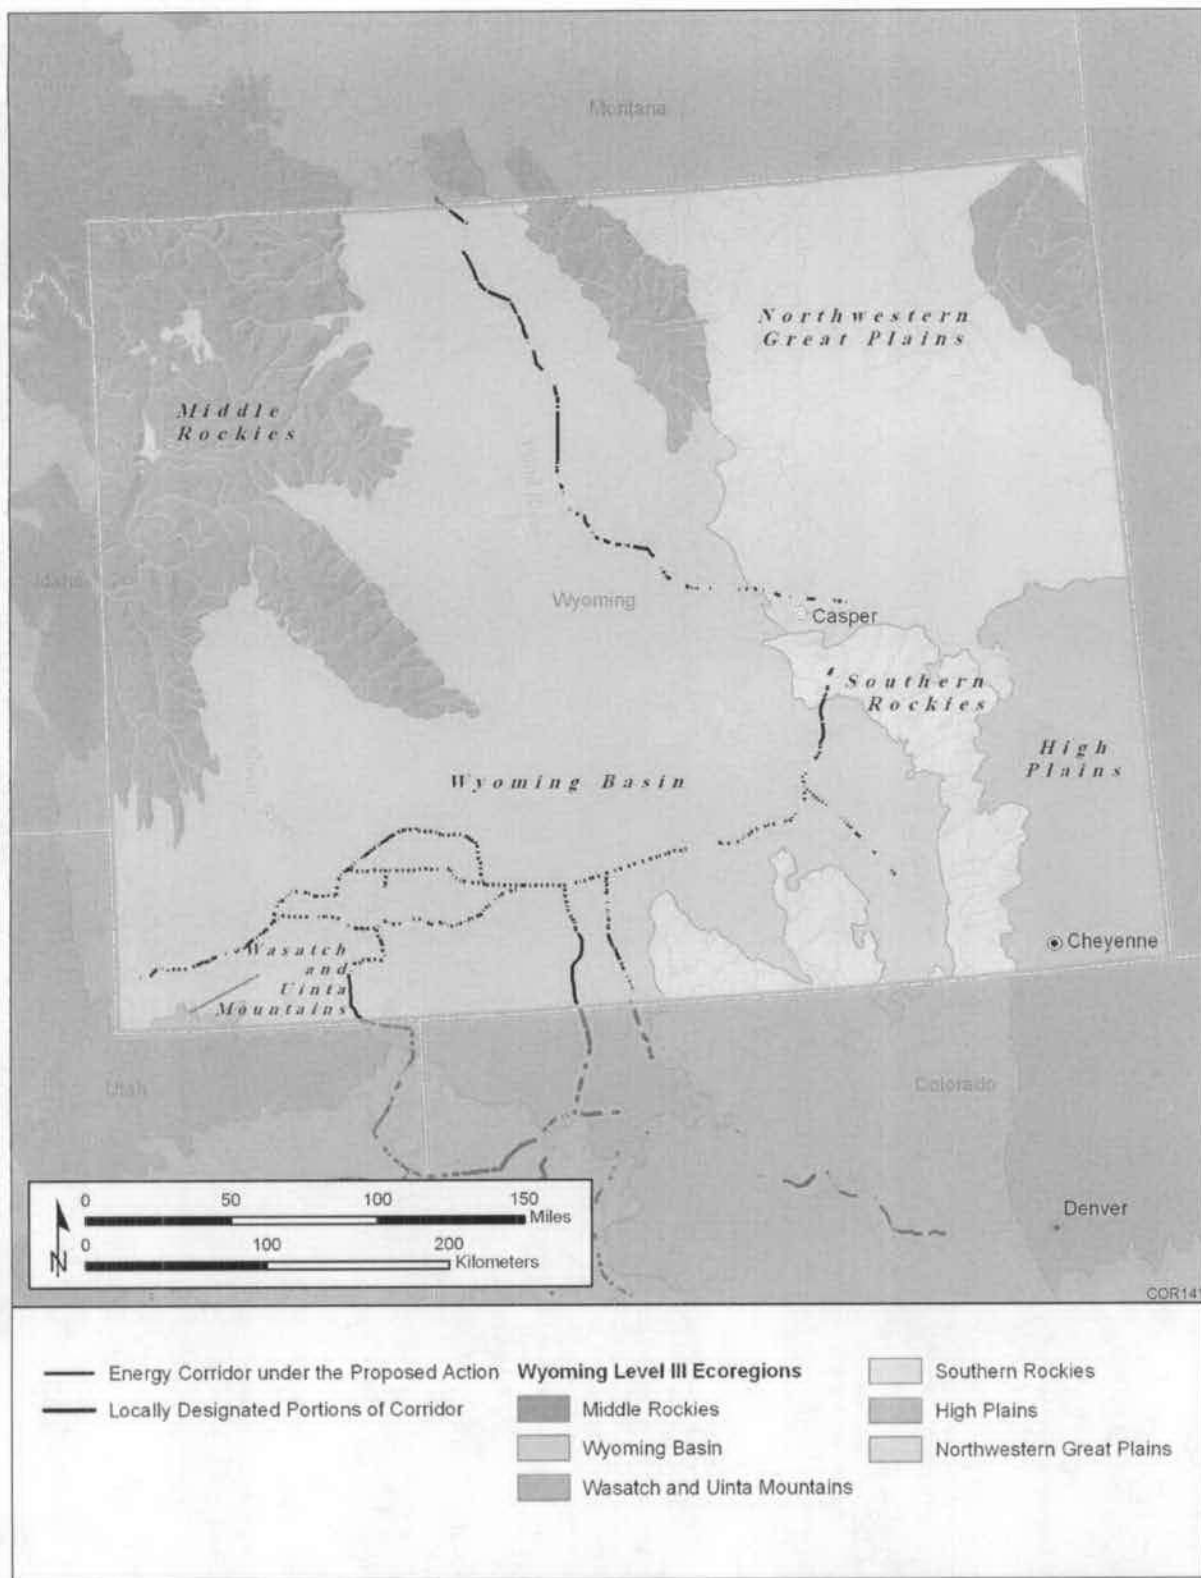 Montana
Northwestern
Great Plains
Middle
Rockies
Idaho
Wyoming
Casper
Southern
Rockies
High
Plains
Wyoming Basin
Cheyenne
Wasatch
and
Uinta
Mountains
Utah
Colorado
Denver
0 50 100 150
Miles
0 100 200
Kilometers
N
Energy Corridor under the Proposed Action
Locally Designated Portions of Corridor
Wyoming Level III Ecoregions
Middle Rockies
Wyoming Basin
Wasatch and Uinta Mountains
Southern Rockies
High Plains
Northwestern Great Plains